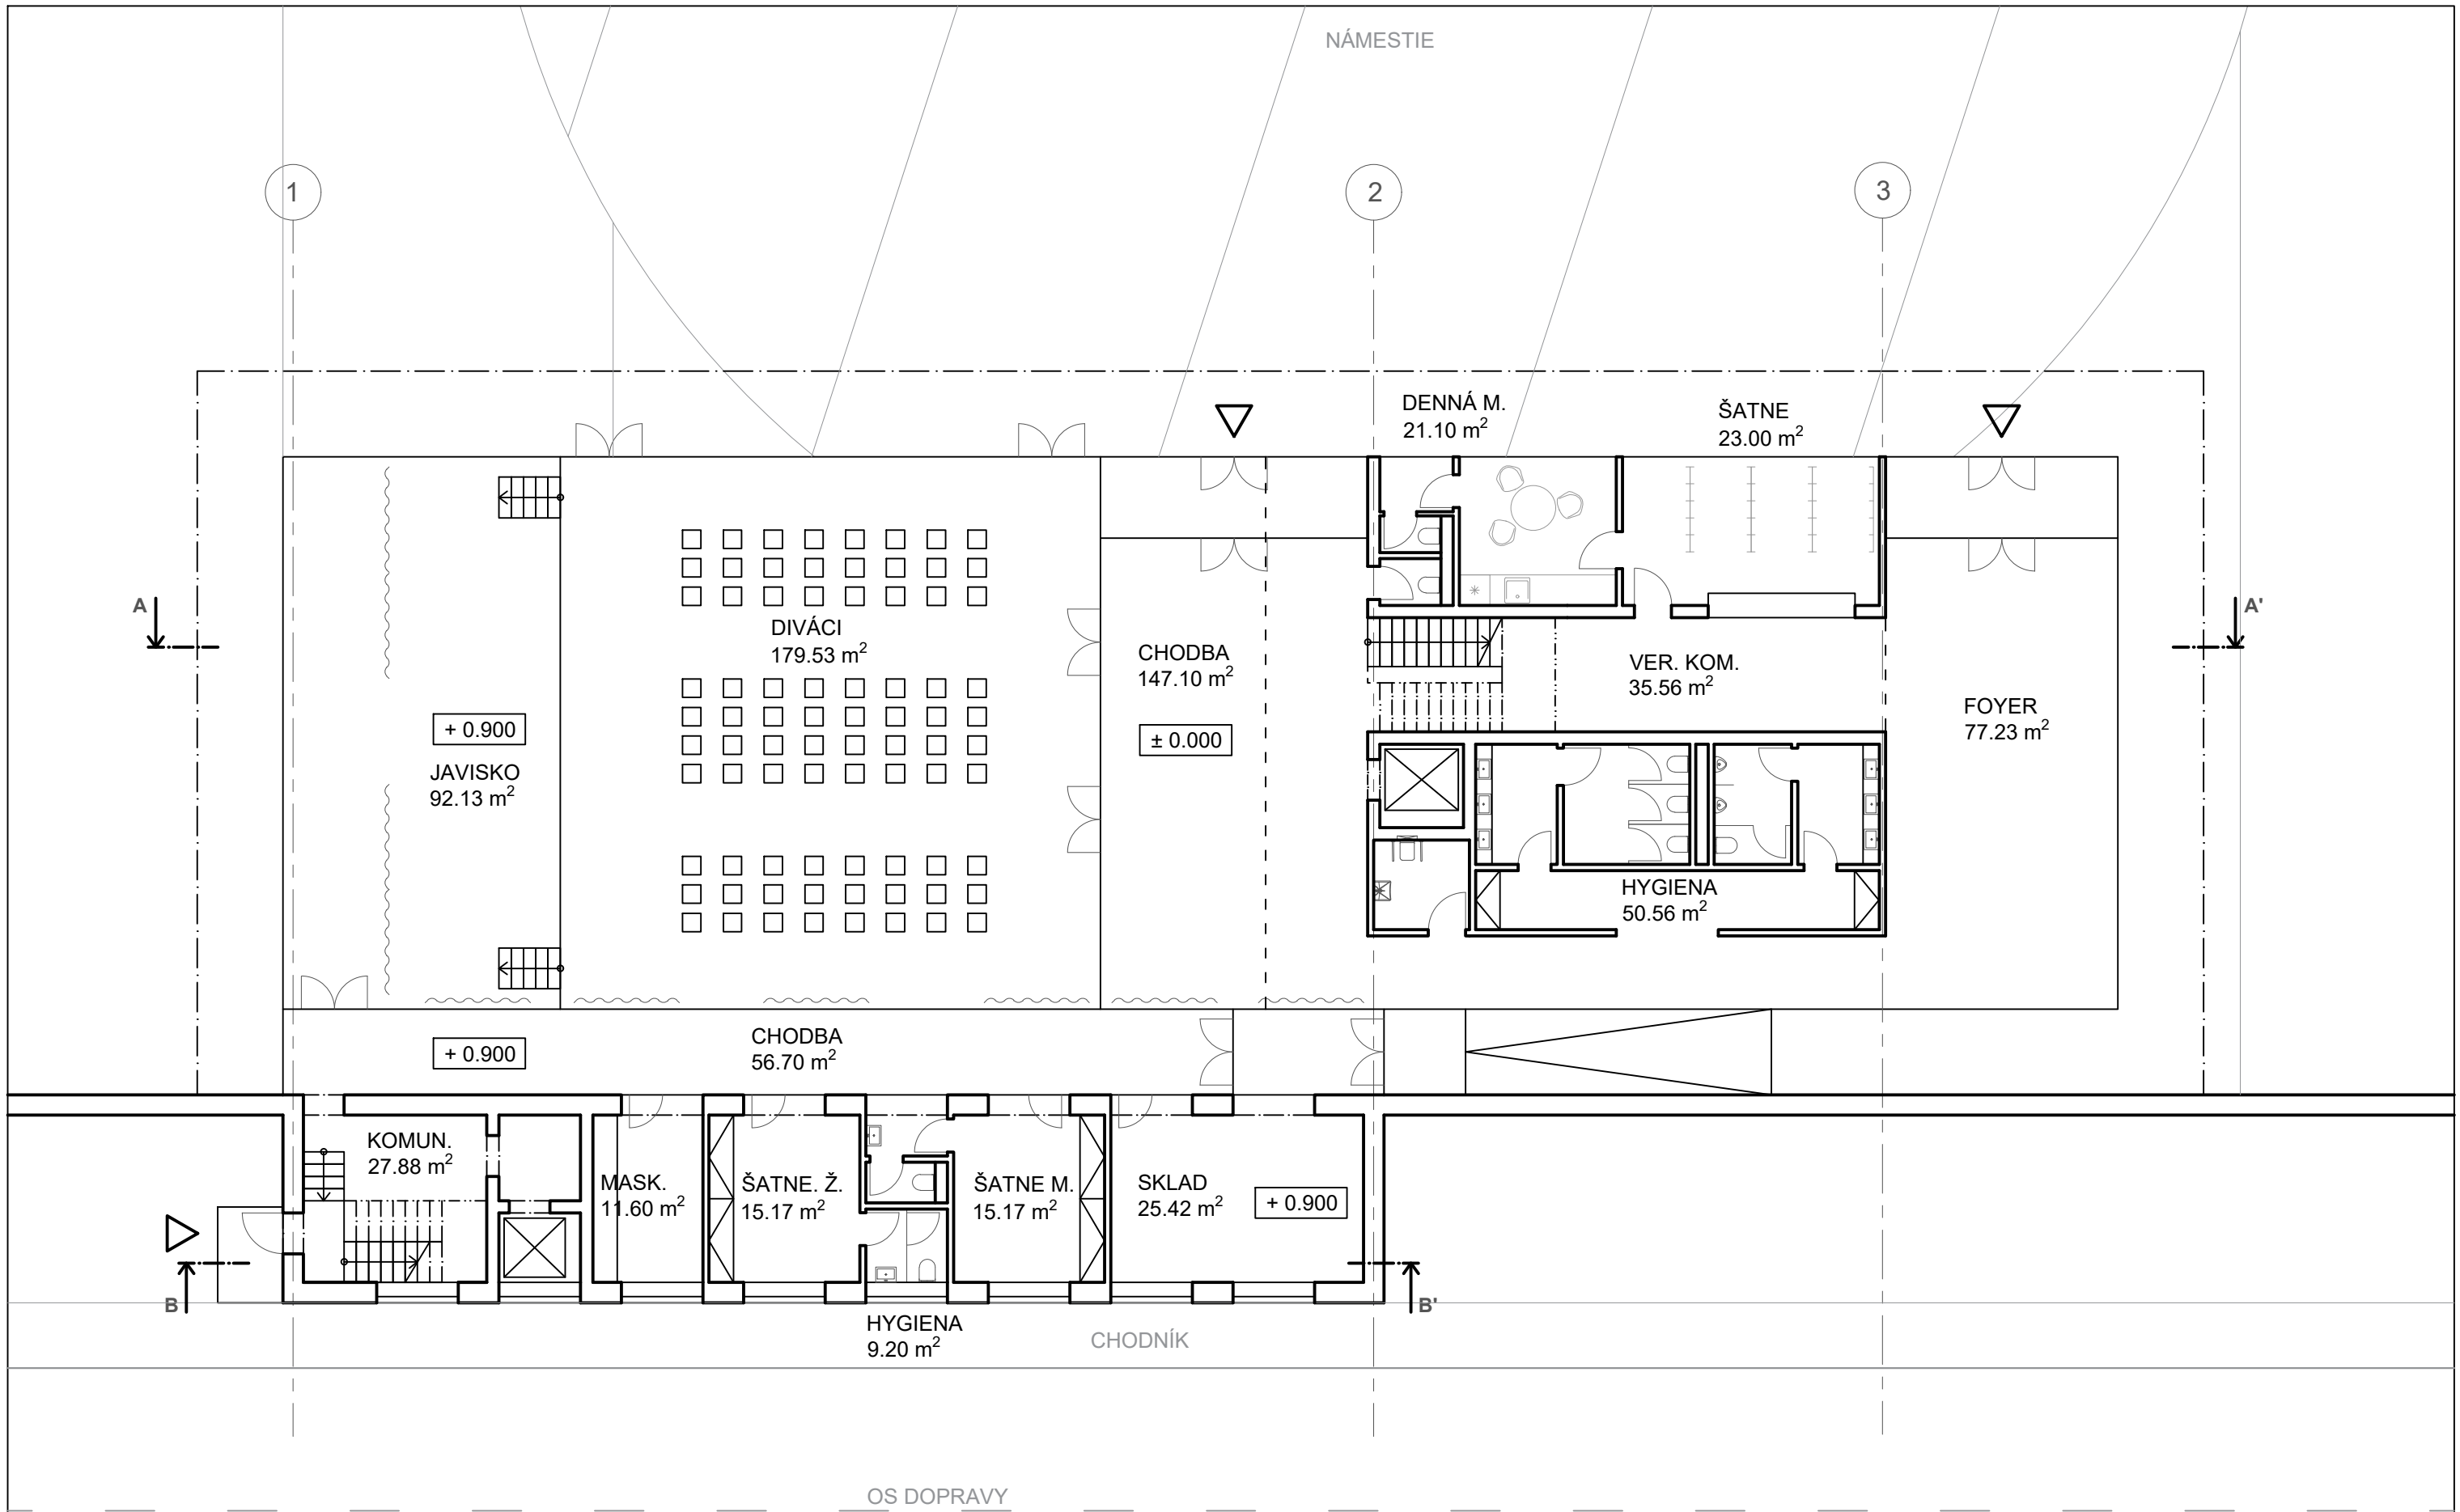 NÁMESTIE
1
2
3
DENNÁ M.
21.10 m²
ŠATNE
23.00 m²
A
A'
DIVÁCI
179.53 m²
CHODBA
147.10 m²
± 0.000
VER. KOM.
35.56 m²
FOYER
77.23 m²
+ 0.900
JAVISKO
92.13 m²
HYGIENA
50.56 m²
+ 0.900
CHODBA
56.70 m²
KOMUN.
27.88 m²
MASK.
11.60 m²
ŠATNE. Ž.
15.17 m²
ŠATNE M.
15.17 m²
SKLAD
25.42 m²
+ 0.900
B
B'
HYGIENA
9.20 m²
CHODNÍK
OS DOPRAVY